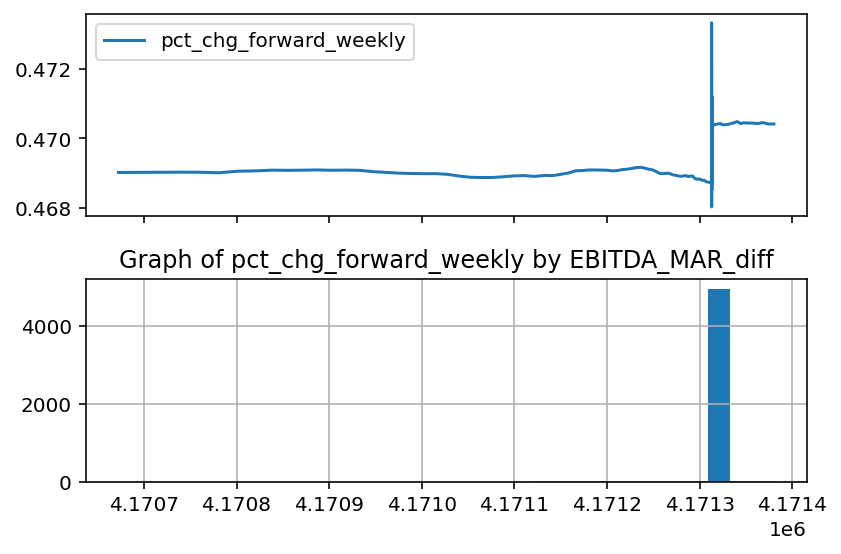 pct_chg_forward_weekly
0.472
0.470
0.468
Graph of pct_chg_forward_weekly by EBITDA_MAR_diff
4000
2000
0
4.1707 4.1708 4.1709 4.1710 4.1711 4.1712 4.1713 4.1714
1e6